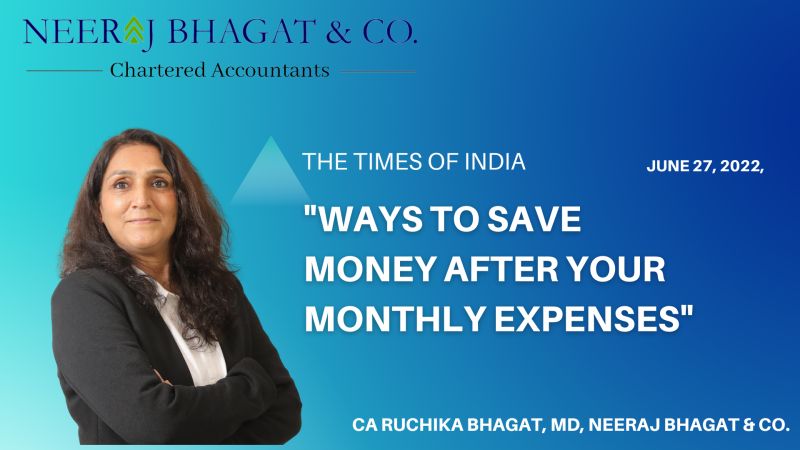 NEERAJ BHAGAT & CO.
Chartered Accountants
THE TIMES OF INDIA
JUNE 27, 2022,
"WAYS TO SAVE
MONEY AFTER YOUR
MONTHLY EXPENSES"
CA RUCHIKA BHAGAT, MD, NEERAJ BHAGAT & CO.